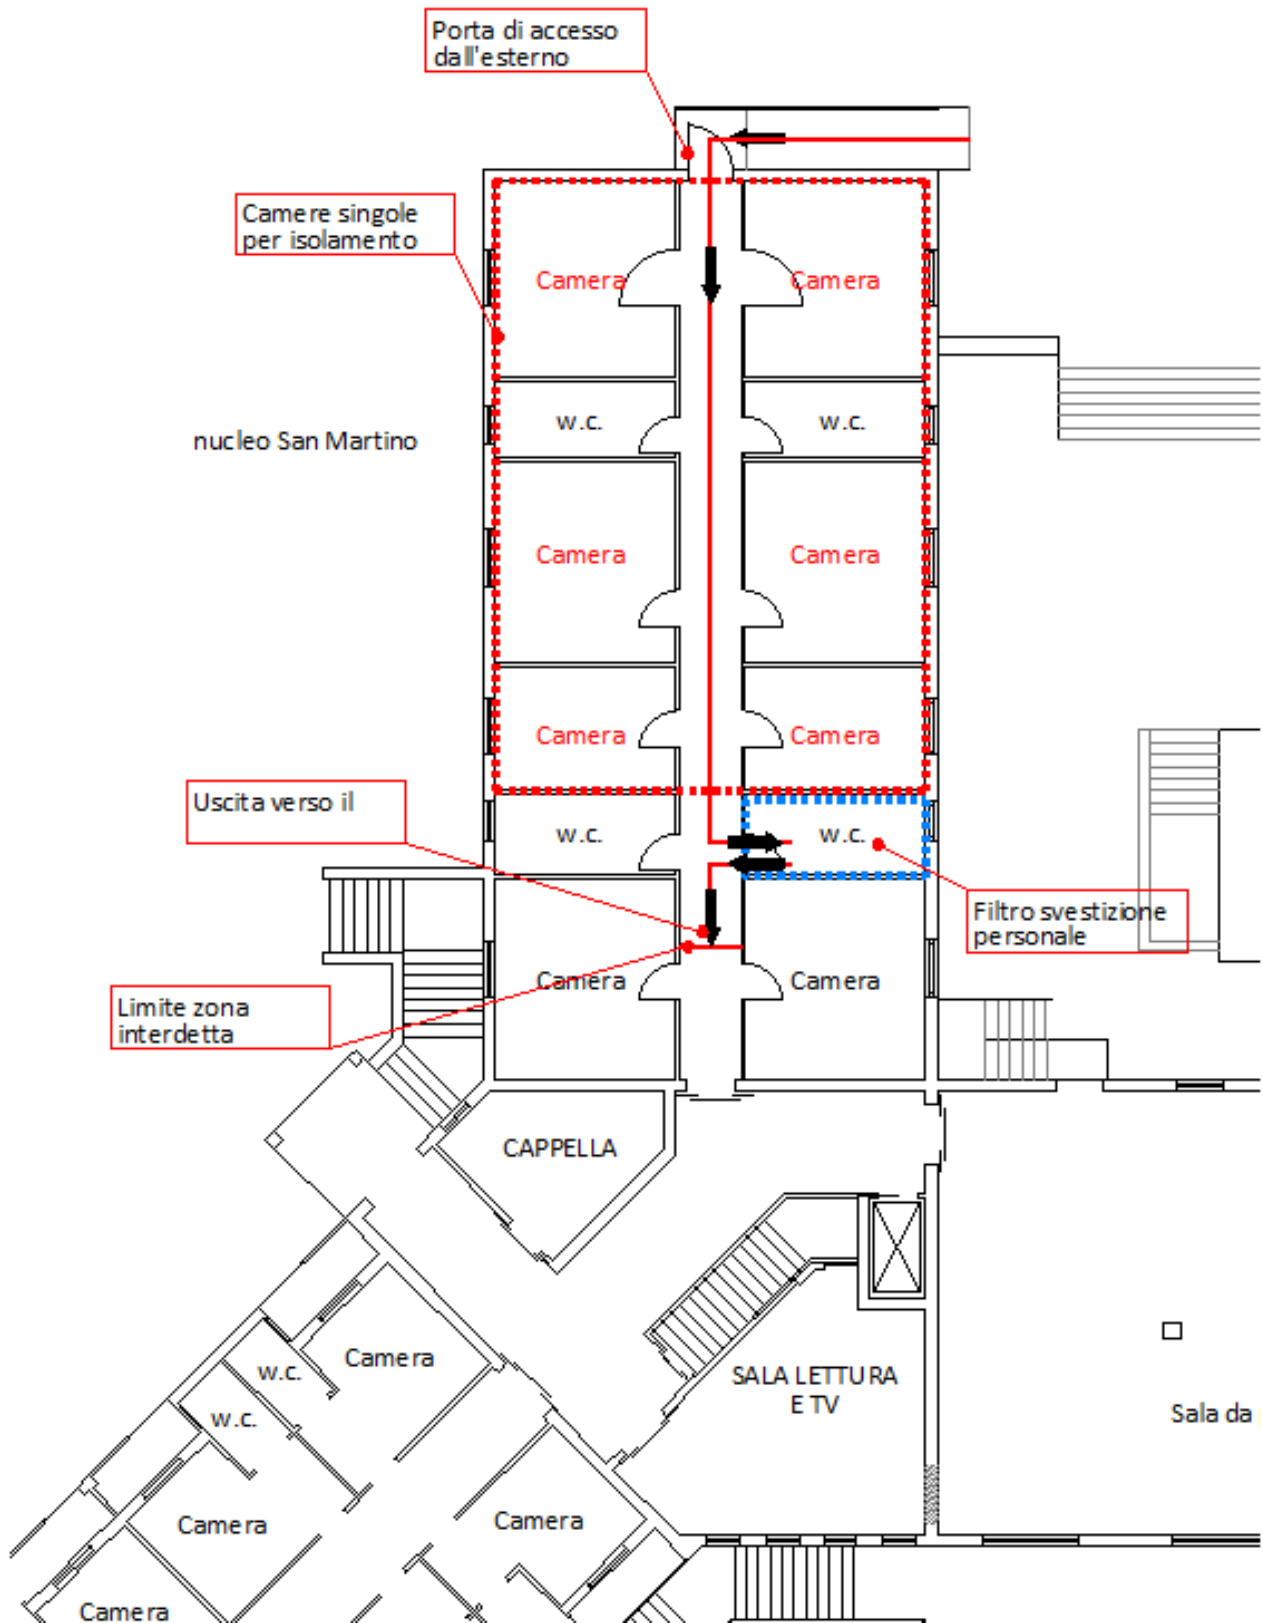 Porta di accesso
dall'esterno
Camere singole
per isolamento
Camera
Camera
w.c.
w.c.
nucleo San Martino
Camera
Camera
Camera
Camera
Uscita verso il
w.c.
w.c.
Filtro svestizione
personale
Camera
Camera
Limite zona
interdetta
CAPPELLA
Camera
w.c.
SALA LETTURA
E TV
w.c.
Sala da
Camera
Camera
Camera